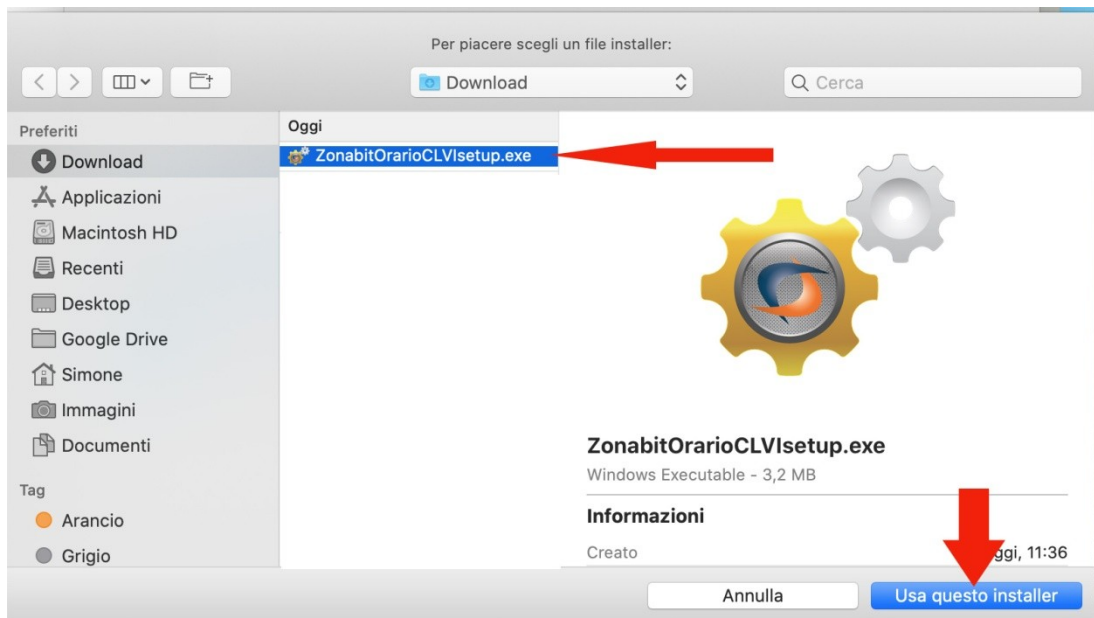 Per piacere scegli un file installer:
Download
Cerca
Preferiti
Download
Applicazioni
Macintosh HD
Recenti
Desktop
Google Drive
Simone
Immagini
Documenti
Tag
Arancio
Grigio
Oggi
ZonabitOrarioCLVIsetup.exe
ZonabitOrarioCLVIsetup.exe
Windows Executable - 3,2 MB
Informazioni
Creato
ggi, 11:36
Annulla
Usa questo installer